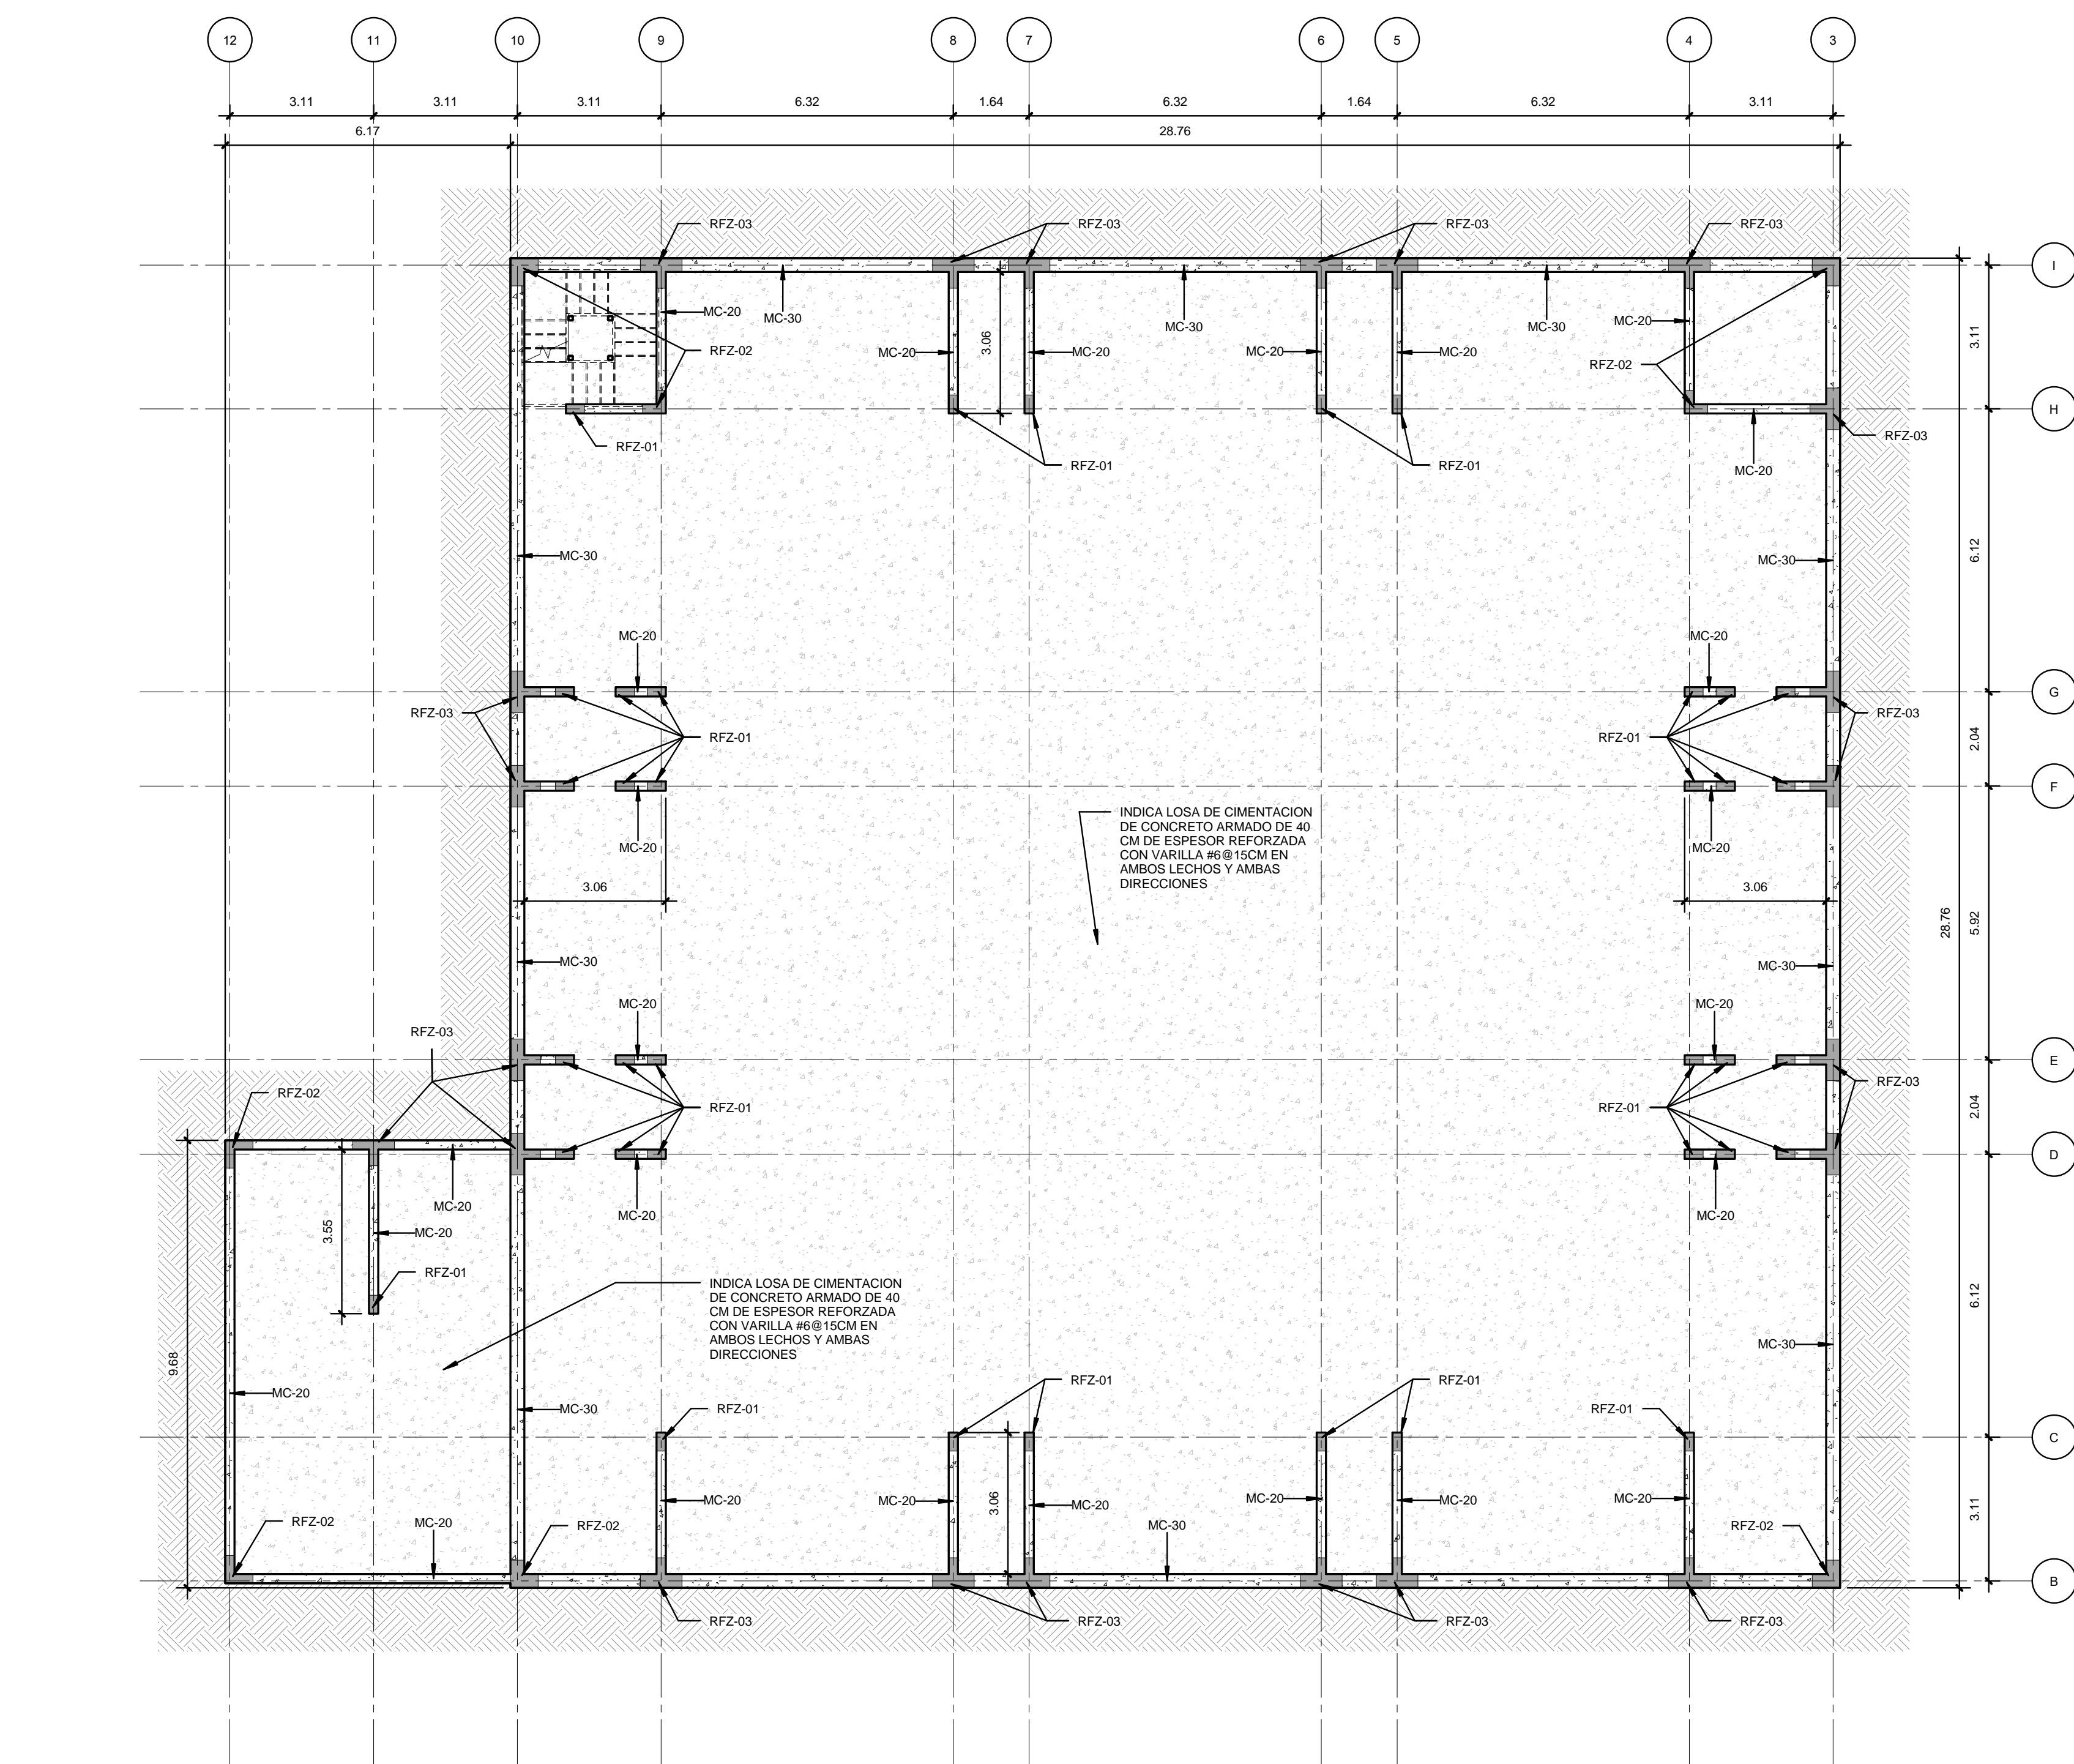 12 11 10 9 8 7 6 5 4 3
3.11 3.11 3.11 6.32 1.64 6.32 1.64 6.32 3.11
6.17 28.76
RFZ-03 RFZ-03 RFZ-03 RFZ-03
I
MC-20 MC-30 MC-30 MC-30 MC-20
3.06
3.11
RFZ-02 MC-20 MC-20 MC-20 MC-20 RFZ-02
H
RFZ-01 RFZ-03
RFZ-01 RFZ-01 MC-20
MC-30 MC-30
6.12
MC-20 MC-20
G
RFZ-03 RFZ-01 RFZ-01 RFZ-03
2.04
F
INDICA LOSA DE CIMENTACION
DE CONCRETO ARMADO DE 40
CM DE ESPESOR REFORZADA
CON VARILLA #6@15CM EN
AMBOS LECHOS Y AMBAS
DIRECCIONES
MC-20 MC-20
3.06 3.06
28.76
5.92
MC-30 MC-30
MC-20 MC-20
RFZ-03
E
RFZ-02 RFZ-01 RFZ-01 RFZ-03
2.04
D
MC-20 MC-20 MC-20
3.55
MC-20
RFZ-01
INDICA LOSA DE CIMENTACION
DE CONCRETO ARMADO DE 40
CM DE ESPESOR REFORZADA
CON VARILLA #6@15CM EN
AMBOS LECHOS Y AMBAS
DIRECCIONES
6.12
MC-30
9.68
RFZ-01 RFZ-01
MC-20 MC-30 RFZ-01 RFZ-01
C
MC-20 MC-20 MC-20 MC-20 MC-20 MC-20
3.06
3.11
RFZ-02 MC-20 RFZ-02 MC-30 RFZ-02
B
RFZ-03 RFZ-03 RFZ-03 RFZ-03